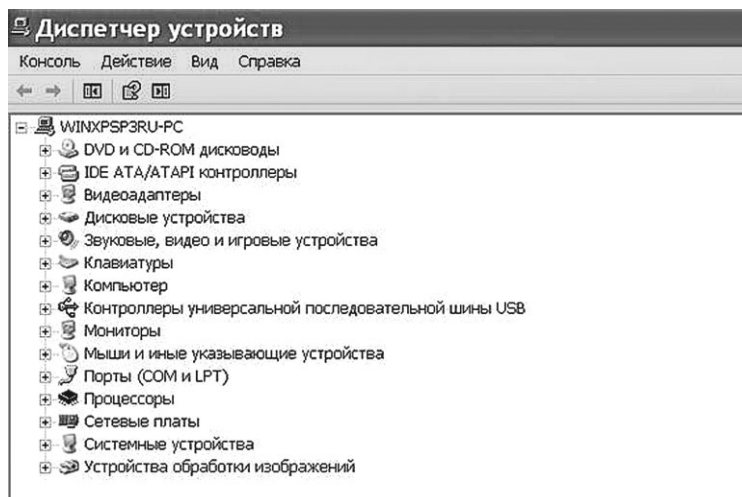 Диспетчер устройств
Консоль Действие Вид Справка
WINXPSP3RU-PC
DVD и CD-ROM дисководы
IDE ATA/ATAPI контроллеры
Видеоадаптеры
Дисковые устройства
Звуковые, видео и игровые устройства
Клавиатуры
Компьютер
Контроллеры универсальной последовательной шины USB
Мониторы
Мыши и иные указывающие устройства
Порты (COM и LPT)
Процессоры
Сетевые платы
Системные устройства
Устройства обработки изображений